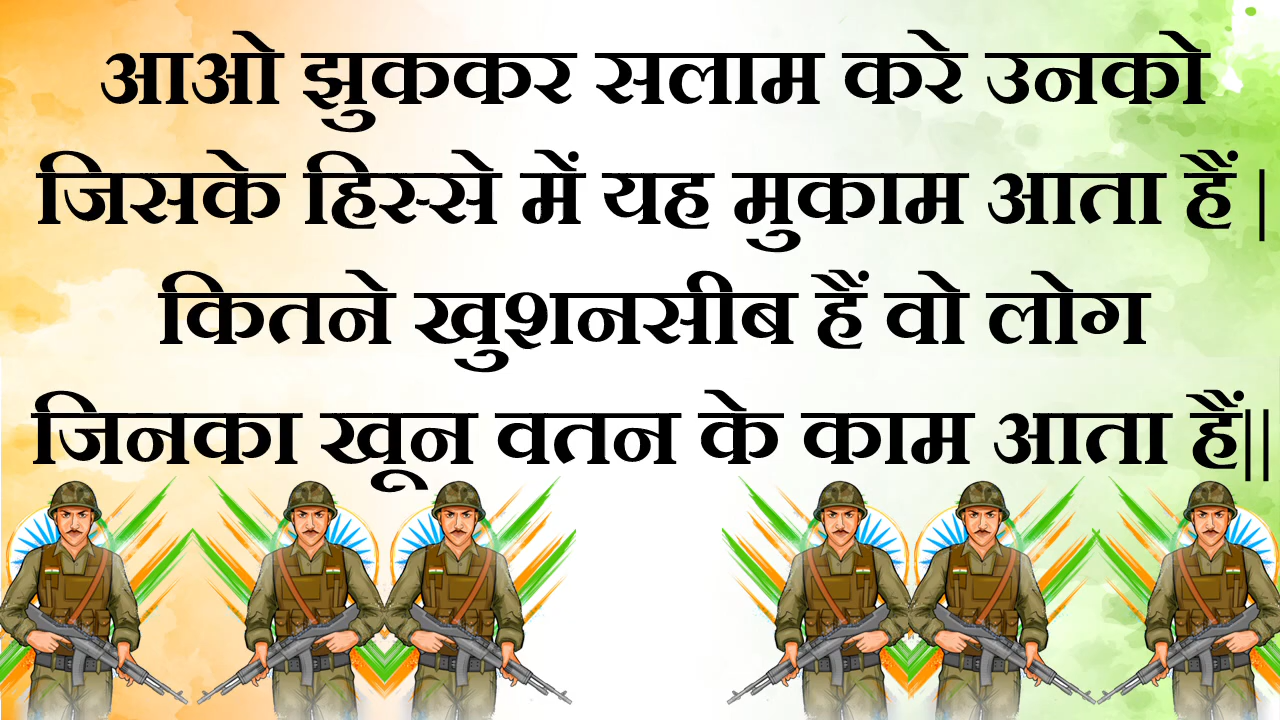 आओ झुककर सलाम करे उनको
जिसके हिस्से में यह मुकाम आता हैं |
कितने खुशनसीब हैं वो लोग
जिनका खून वतन के काम आता हैं||